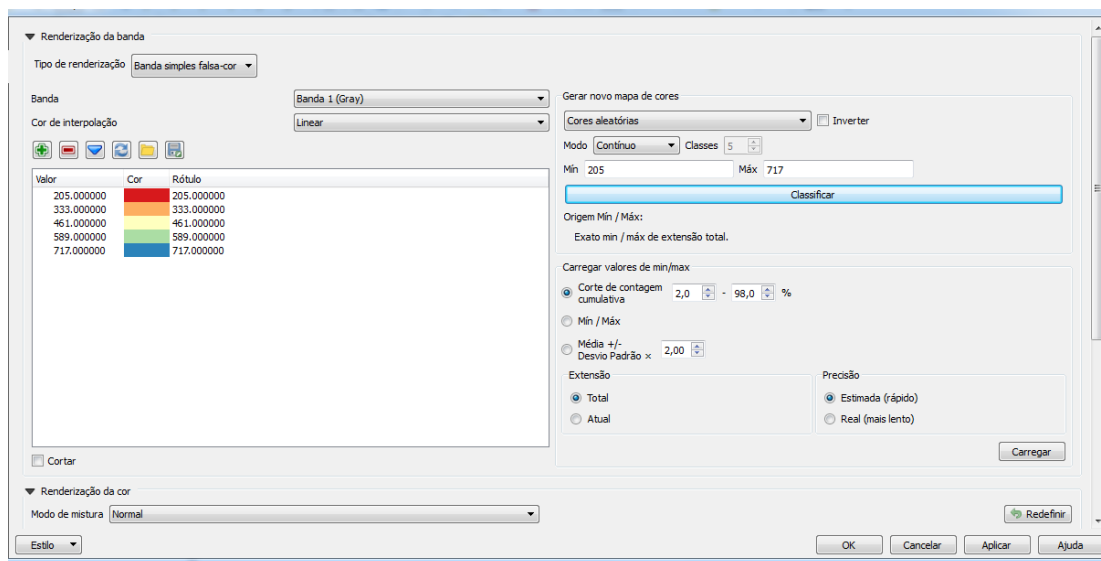 Renderização da banda
Tipo de renderização Banda simples falsa-cor
Banda Banda 1 (Gray)
Cor de interpolação Linear
Valor Cor Rótulo
205.000000 205.000000
333.000000 333.000000
461.000000 461.000000
589.000000 589.000000
717.000000 717.000000
Cortar
Gerar novo mapa de cores
Cores aleatórias Inverter
Modo Contínuo Classes 5
Mín 205 Máx 717
Classificar
Origem Mín / Máx:
Exato min / máx de extensão total.
Carregar valores de min/max
Corte de contagem cumulativa 2,0 - 98,0 %
Mín / Máx
Média +/-
Desvio Padrão × 2,00
Extensão
Total
Atual
Precisão
Estimada (rápido)
Real (mais lento)
Carregar
Renderização da cor
Modo de mistura Normal
Redefinir
Estilo OK Cancelar Aplicar Ajuda